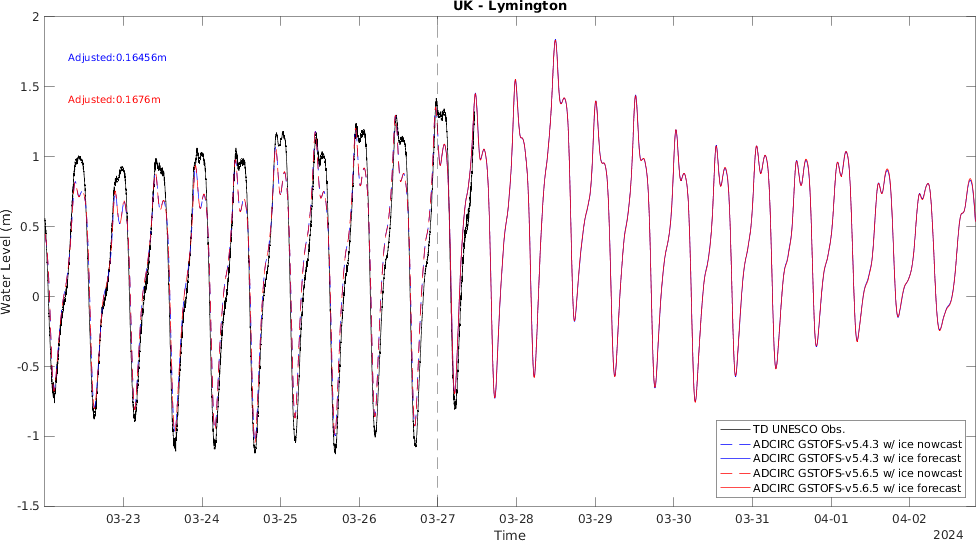 UK - Lymington
2
1.5
1
0.5
0
-0.5
-1
-1.5
Water Level (m)
Adjusted:0.16456m
Adjusted:0.1676m
TD UNESCO Obs.
ADCIRC GSTOFS-v5.4.3 w/ ice nowcast
ADCIRC GSTOFS-v5.4.3 w/ ice forecast
ADCIRC GSTOFS-v5.6.5 w/ ice nowcast
ADCIRC GSTOFS-v5.6.5 w/ ice forecast
03-23 03-24 03-25 03-26 03-27 03-28 03-29 03-30 03-31 04-01 04-02
Time
2024